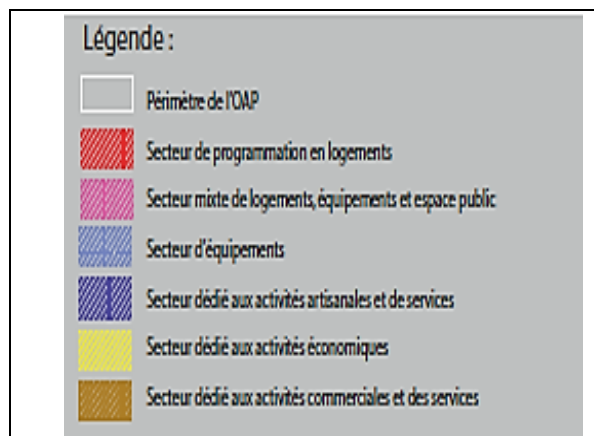 Légende :
Périmètre de l'OAP
Secteur de programmation en logements
Secteur mixte de logements, équipements et espace public
Secteur d'équipements
Secteur dédié aux activités artisanales et de services
Secteur dédié aux activités économiques
Secteur dédié aux activités commerciales et des services